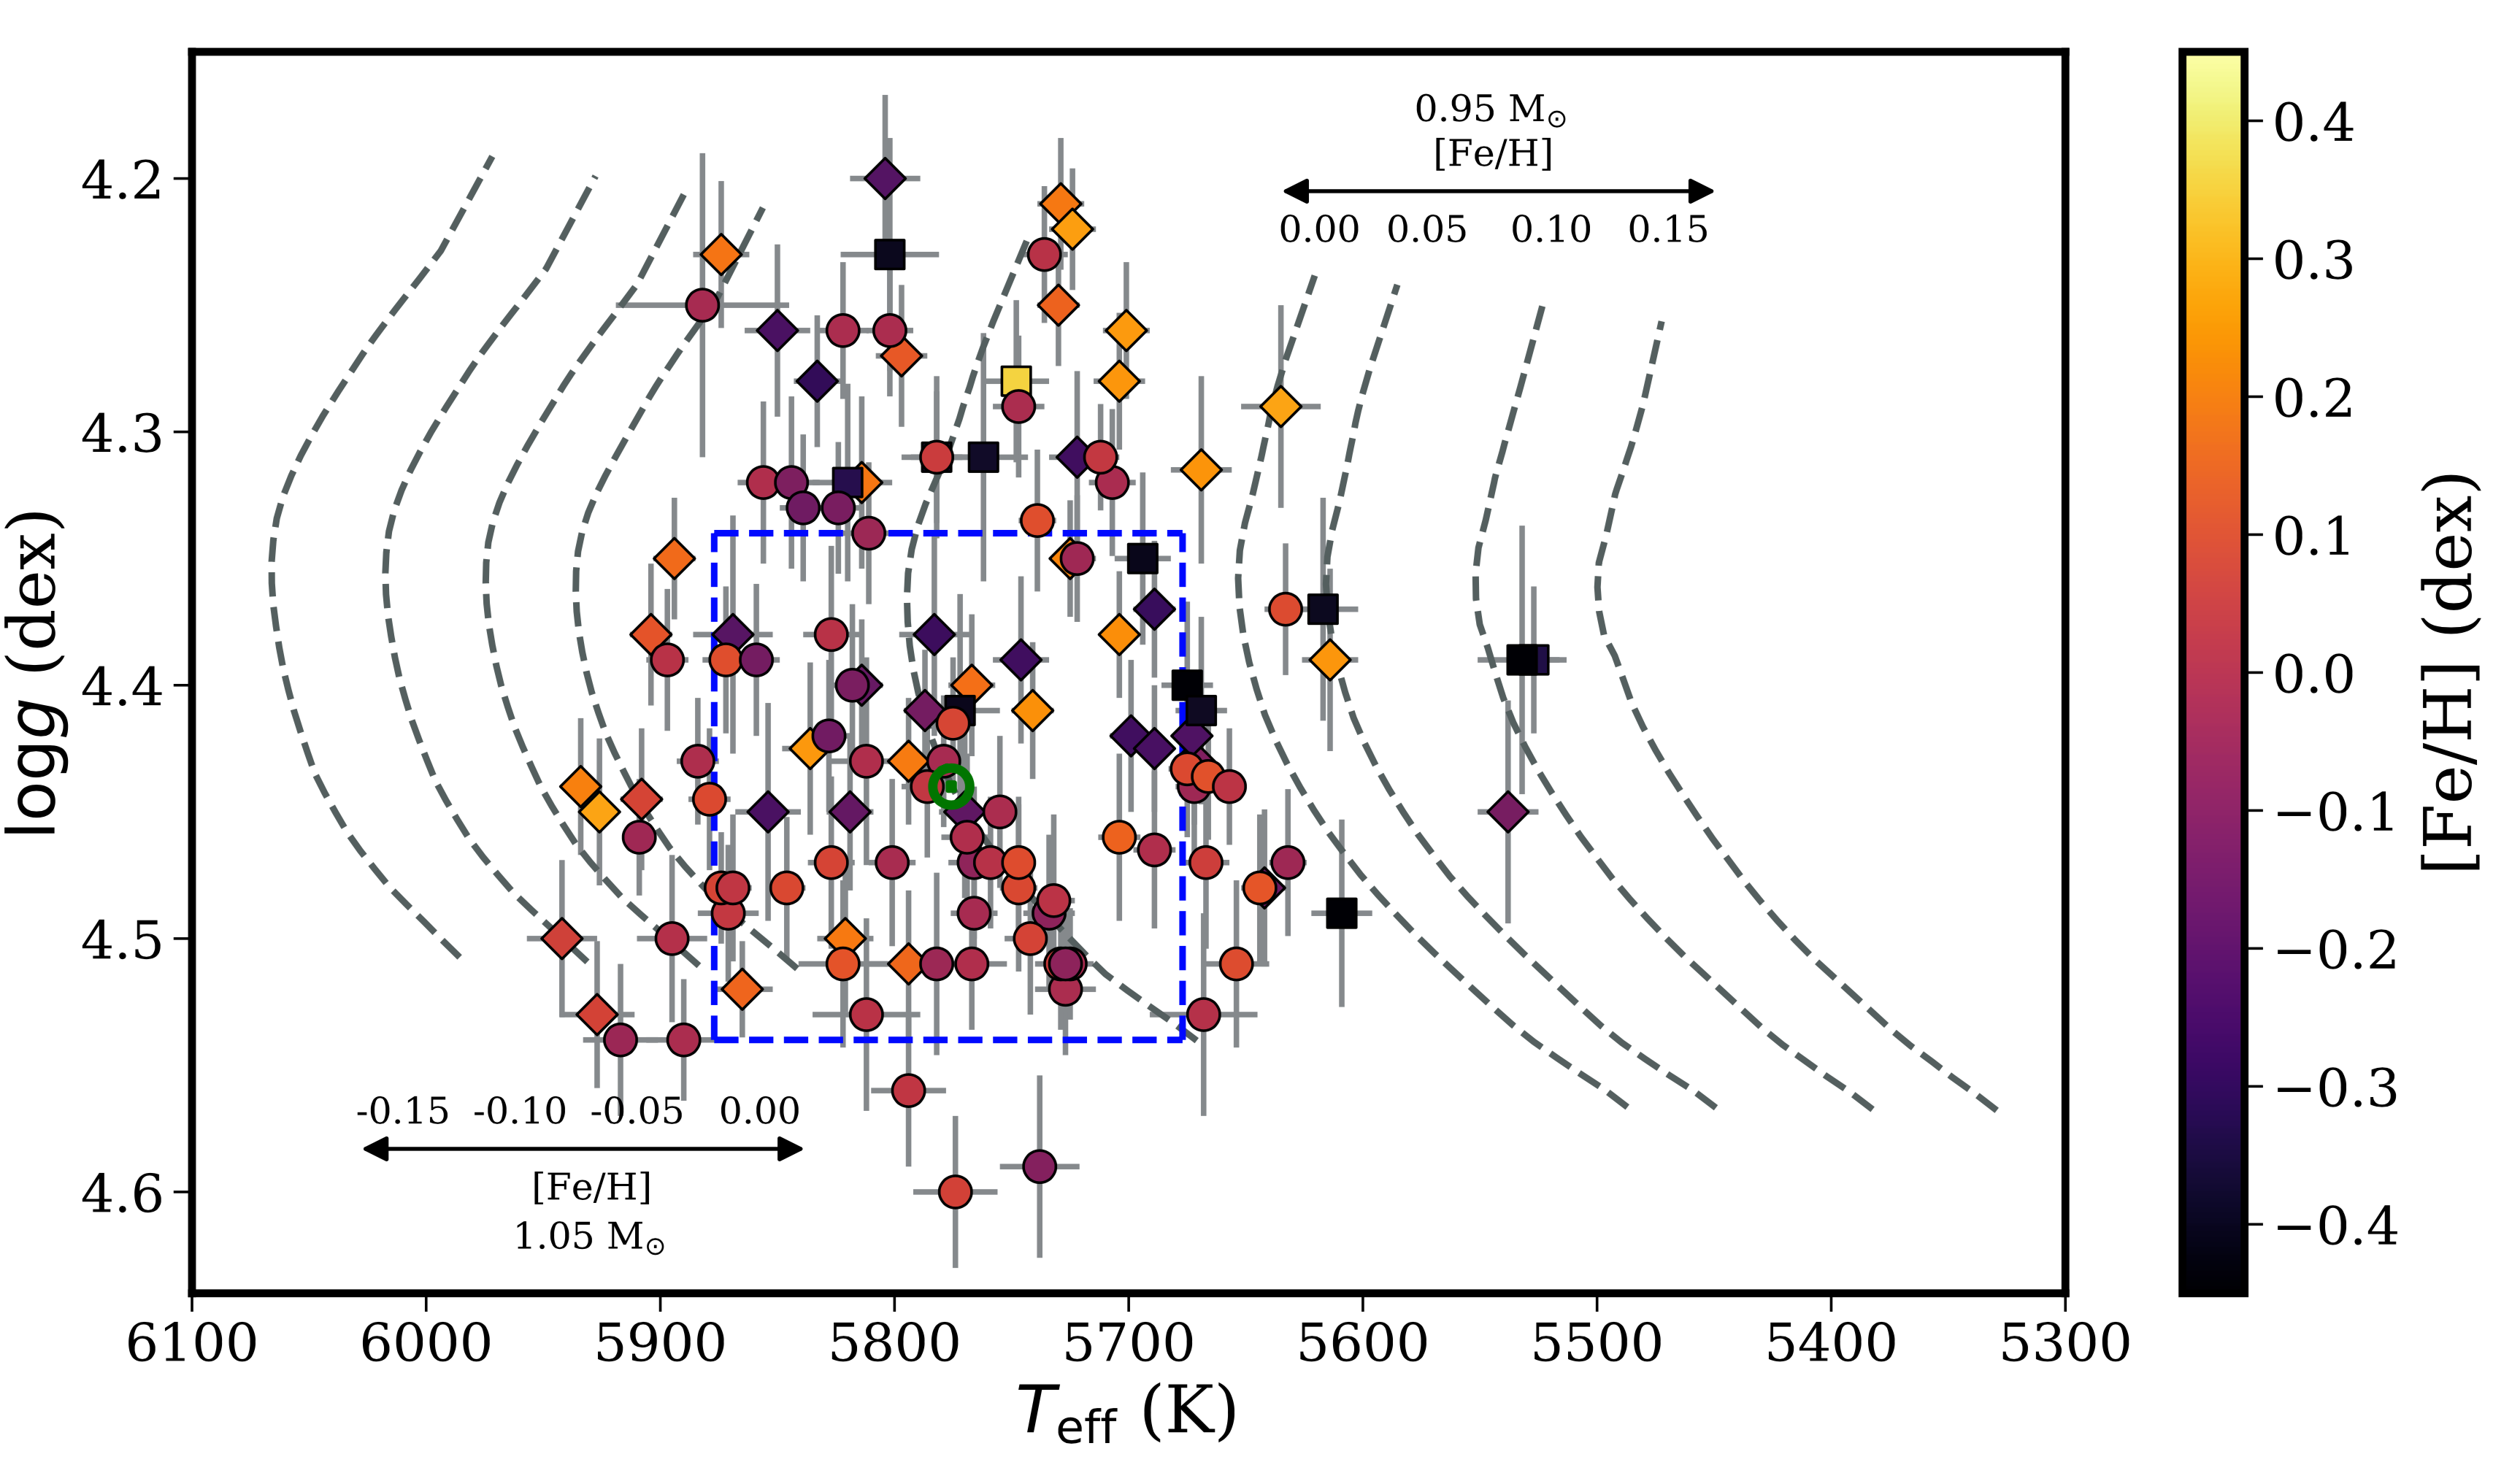 0.95 M☉
[Fe/H]
0.00 0.05 0.10 0.15
4.2
4.3
4.4
4.5
4.6
logg (dex)
-0.15 -0.10 -0.05 0.00
[Fe/H]
1.05 M☉
6100 6000 5900 5800 5700 5600 5500 5400 5300
Teff (K)
0.4
0.3
0.2
0.1
0.0
−0.1
−0.2
−0.3
−0.4
[Fe/H] (dex)